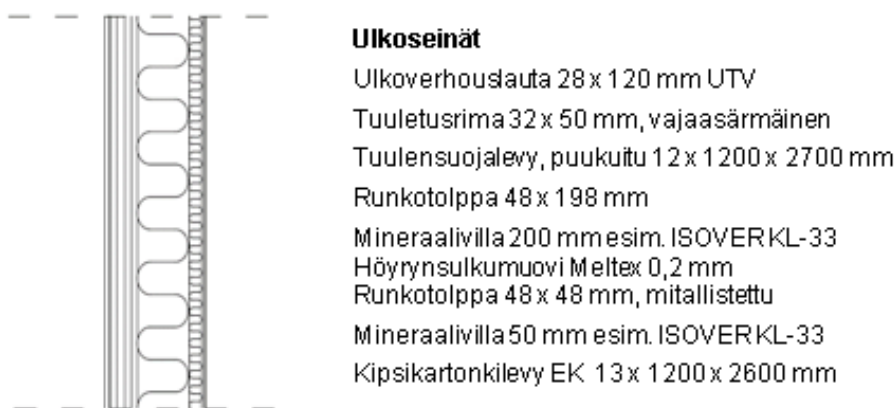 Ulkoseinät
Ulkoverhouslauta 28 x 120 mm UTV
Tuuletusrima 32 x 50 mm, vajaasärmäinen
Tuulensuojalevy, puukuitu 12 x 1200 x 2700 mm
Runkotolppa 48 x 198 mm
Mineraalivilla 200 mm esim. ISOVER KL-33
Höyrynsulkumuovi Meltex 0,2 mm
Runkotolppa 48 x 48 mm, mitallistettu
Mineraalivilla 50 mm esim. ISOVER KL-33
Kipsikartonkilevy EK 13 x 1200 x 2600 mm